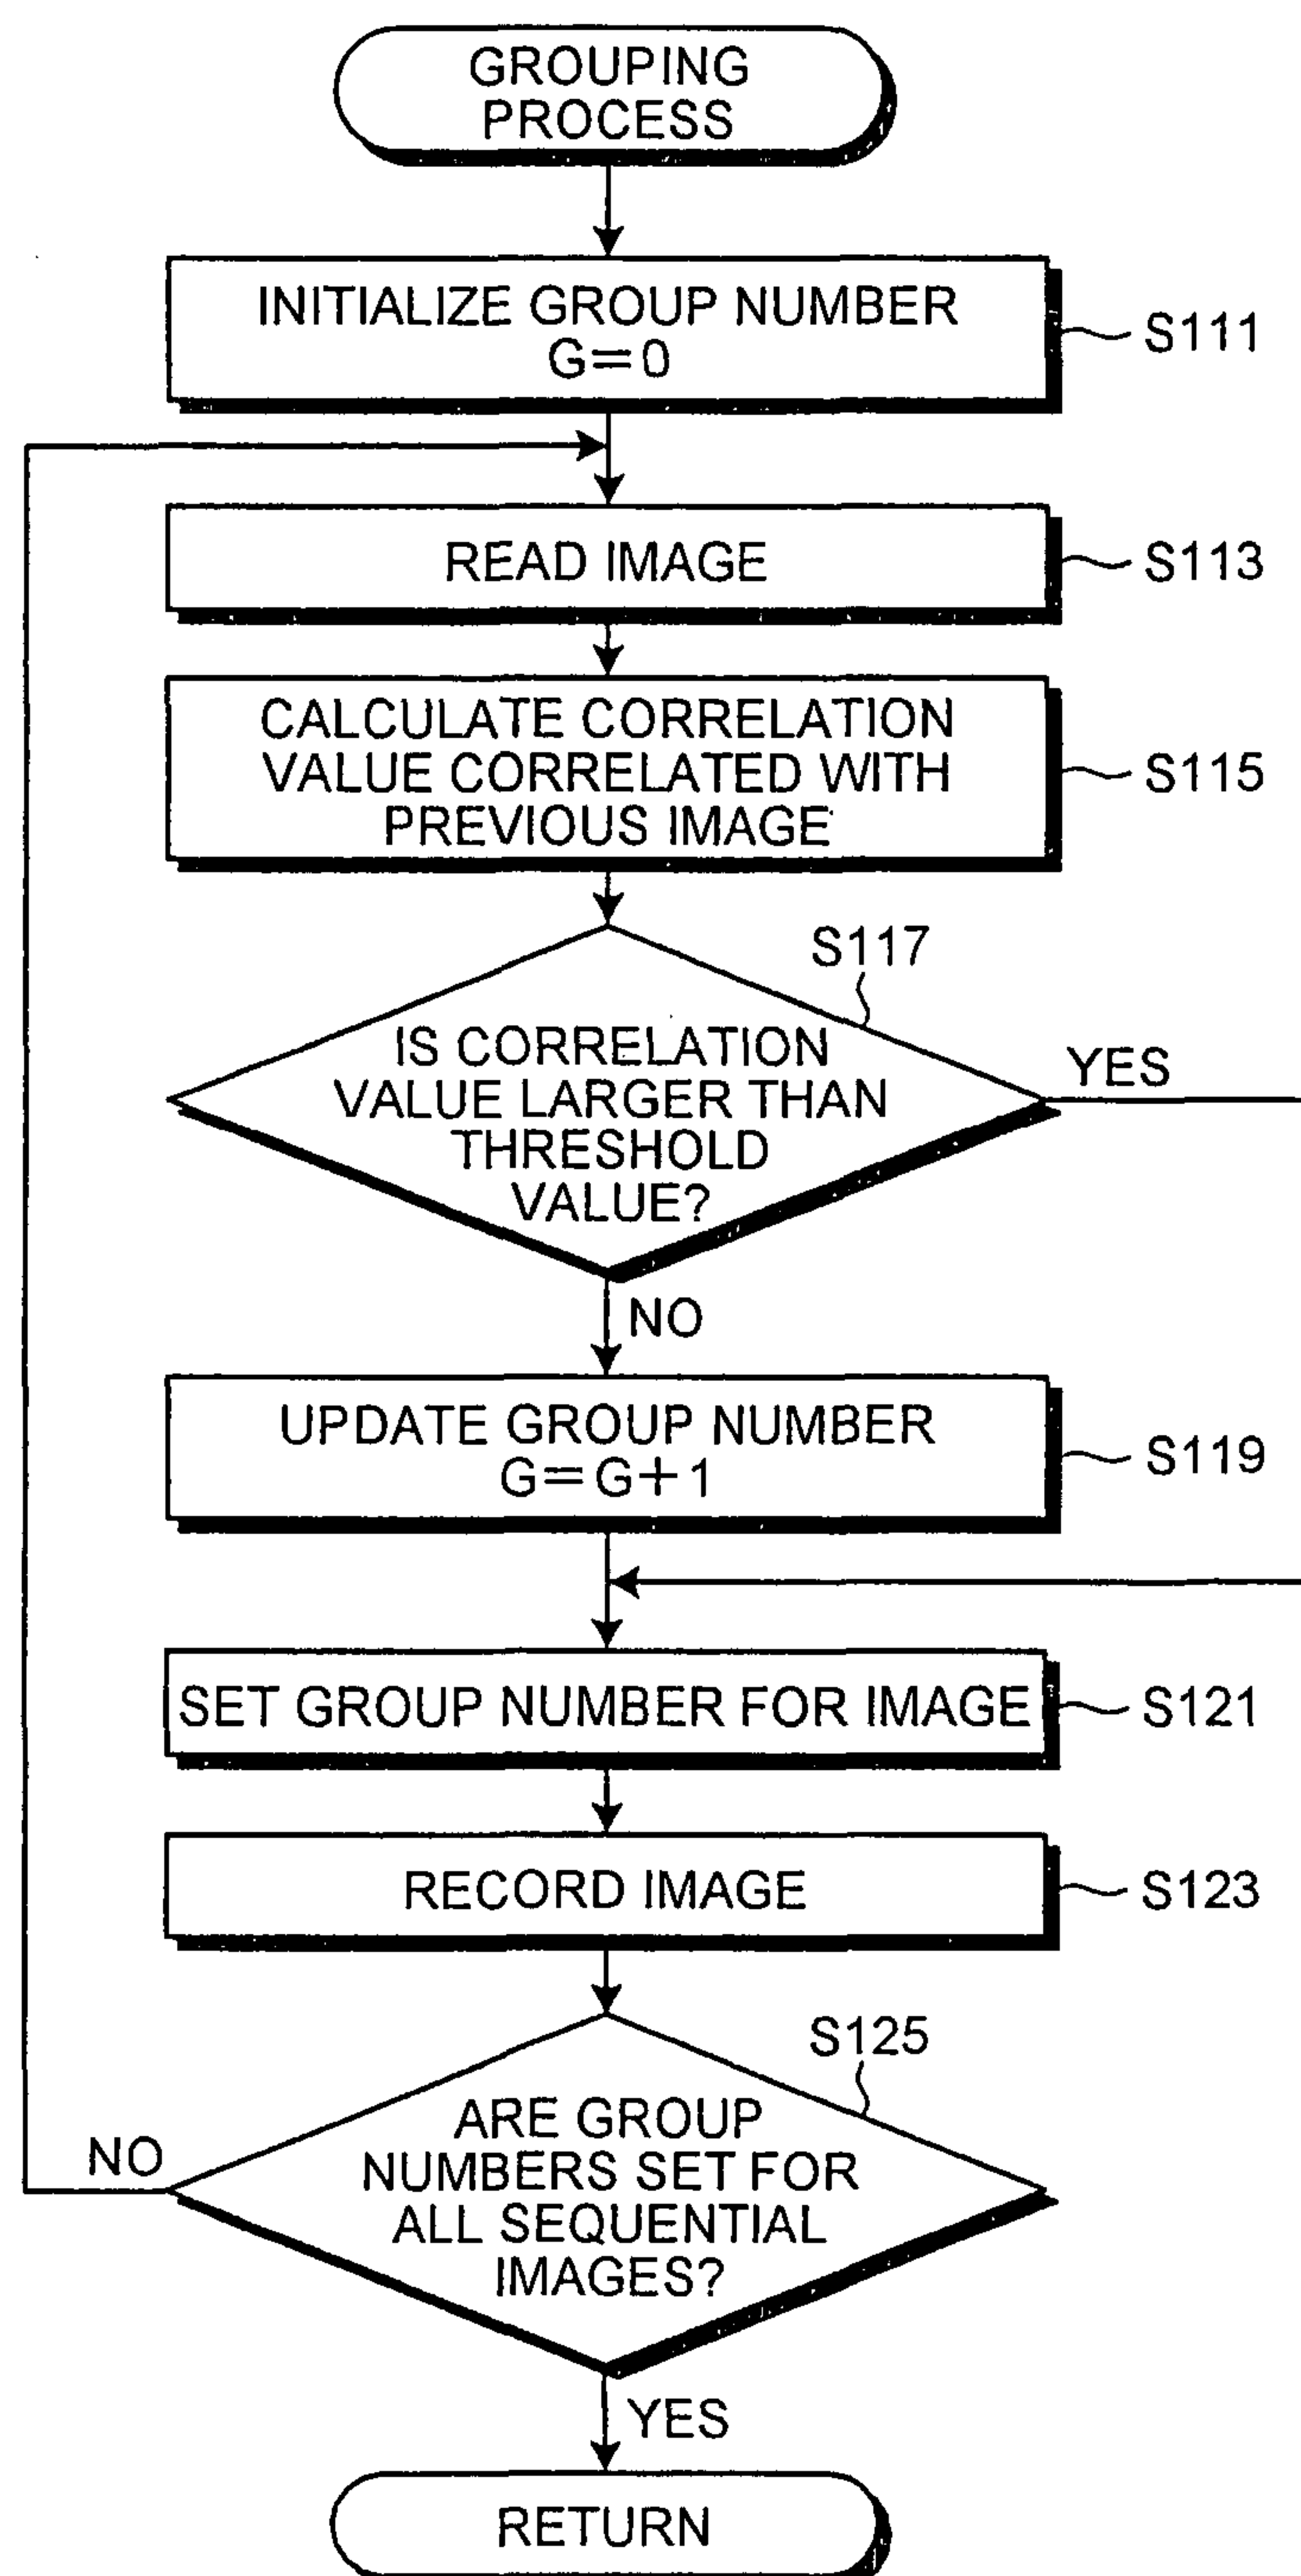 GROUPING
PROCESS
INITIALIZE GROUP NUMBER
G=0
S111
READ IMAGE
S113
CALCULATE CORRELATION
VALUE CORRELATED WITH
PREVIOUS IMAGE
S115
S117
IS CORRELATION
VALUE LARGER THAN
THRESHOLD
VALUE?
YES
NO
UPDATE GROUP NUMBER
G=G+1
S119
SET GROUP NUMBER FOR IMAGE
S121
RECORD IMAGE
S123
S125
ARE GROUP
NUMBERS SET FOR
ALL SEQUENTIAL
IMAGES?
NO
YES
RETURN